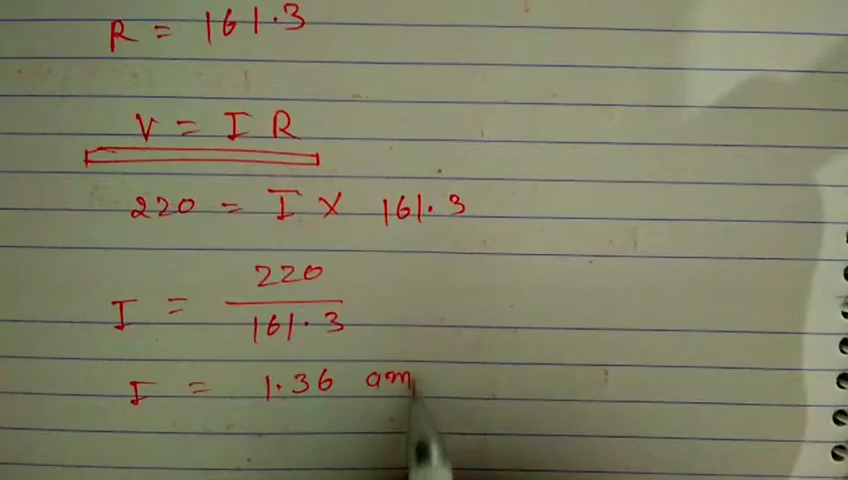 R = 161.3
V = I R
220 = I X 161.3
I = 220 / 161.3
I = 1.36 am